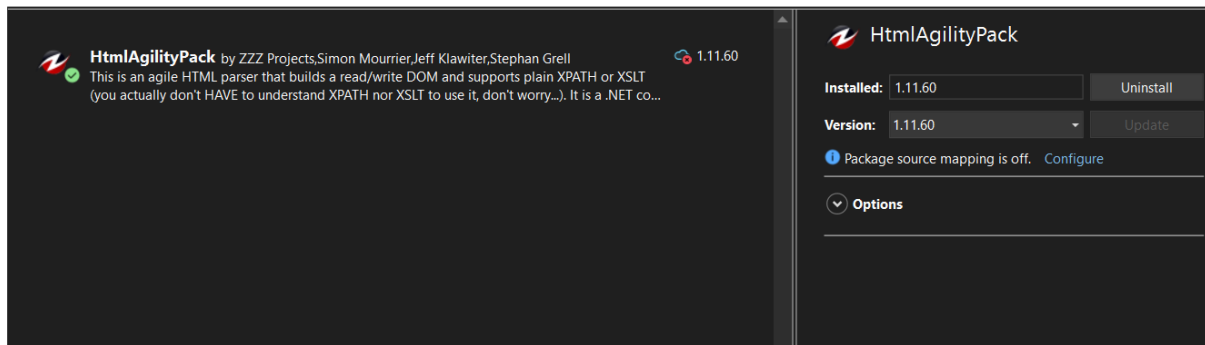 HtmlAgilityPack by ZZZ Projects,Simon Mourrier,Jeff Klawiter,Stephan Grell 1.11.60
This is an agile HTML parser that builds a read/write DOM and supports plain XPATH or XSLT
(you actually don't HAVE to understand XPATH nor XSLT to use it, don't worry...). It is a .NET co...
HtmlAgilityPack
Installed: 1.11.60 Uninstall
Version: 1.11.60 Update
Package source mapping is off. Configure
Options